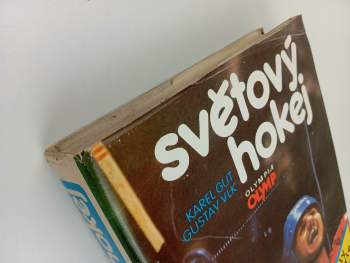 světový
hokej
KAREL GUT
GUSTAV VLK
OLYMPIA
OLYMP